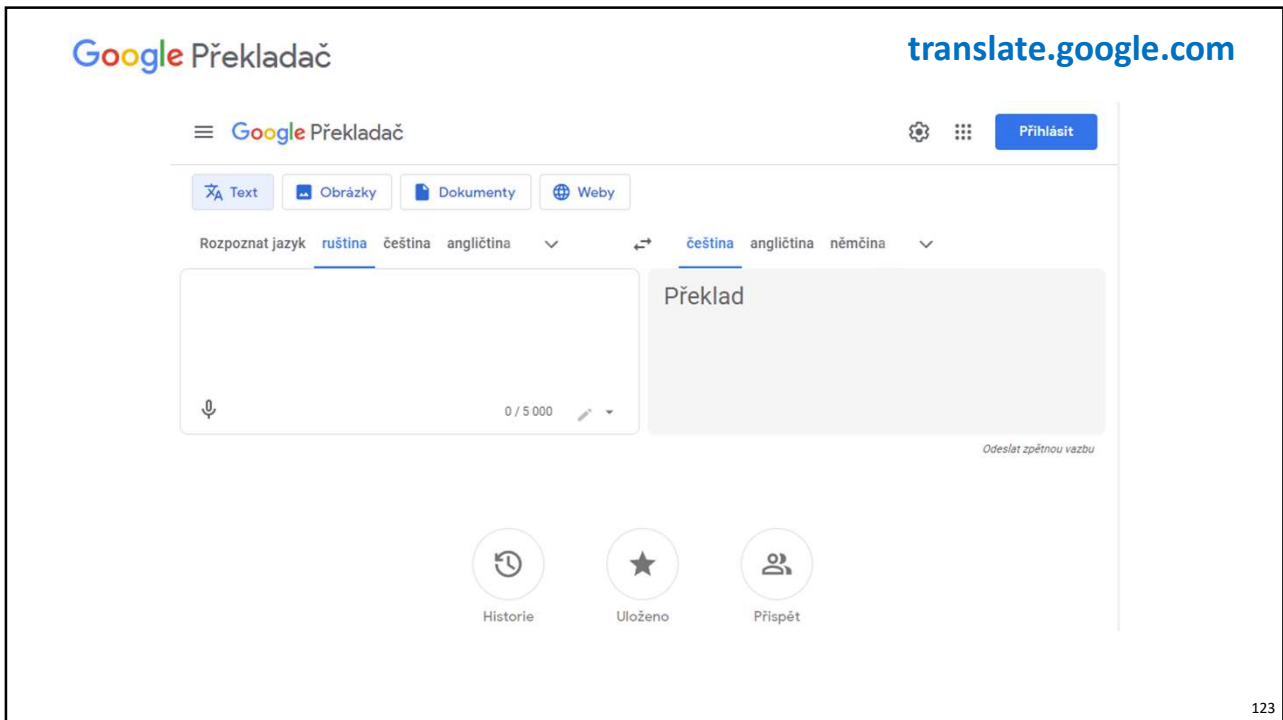 Google Překladač
translate.google.com
Google Překladač
Přihlásit
Text Obrázky Dokumenty Weby
Rozpoznat jazyk ruština čeština angličtina
čeština angličtina němčina
Překlad
0 / 5 000
Odeslat zpětnou vazbu
Historie Uloženo Přispět
123